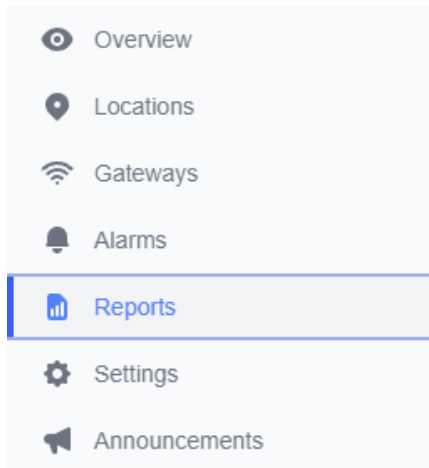 Overview
Locations
Gateways
Alarms
Reports
Settings
Announcements